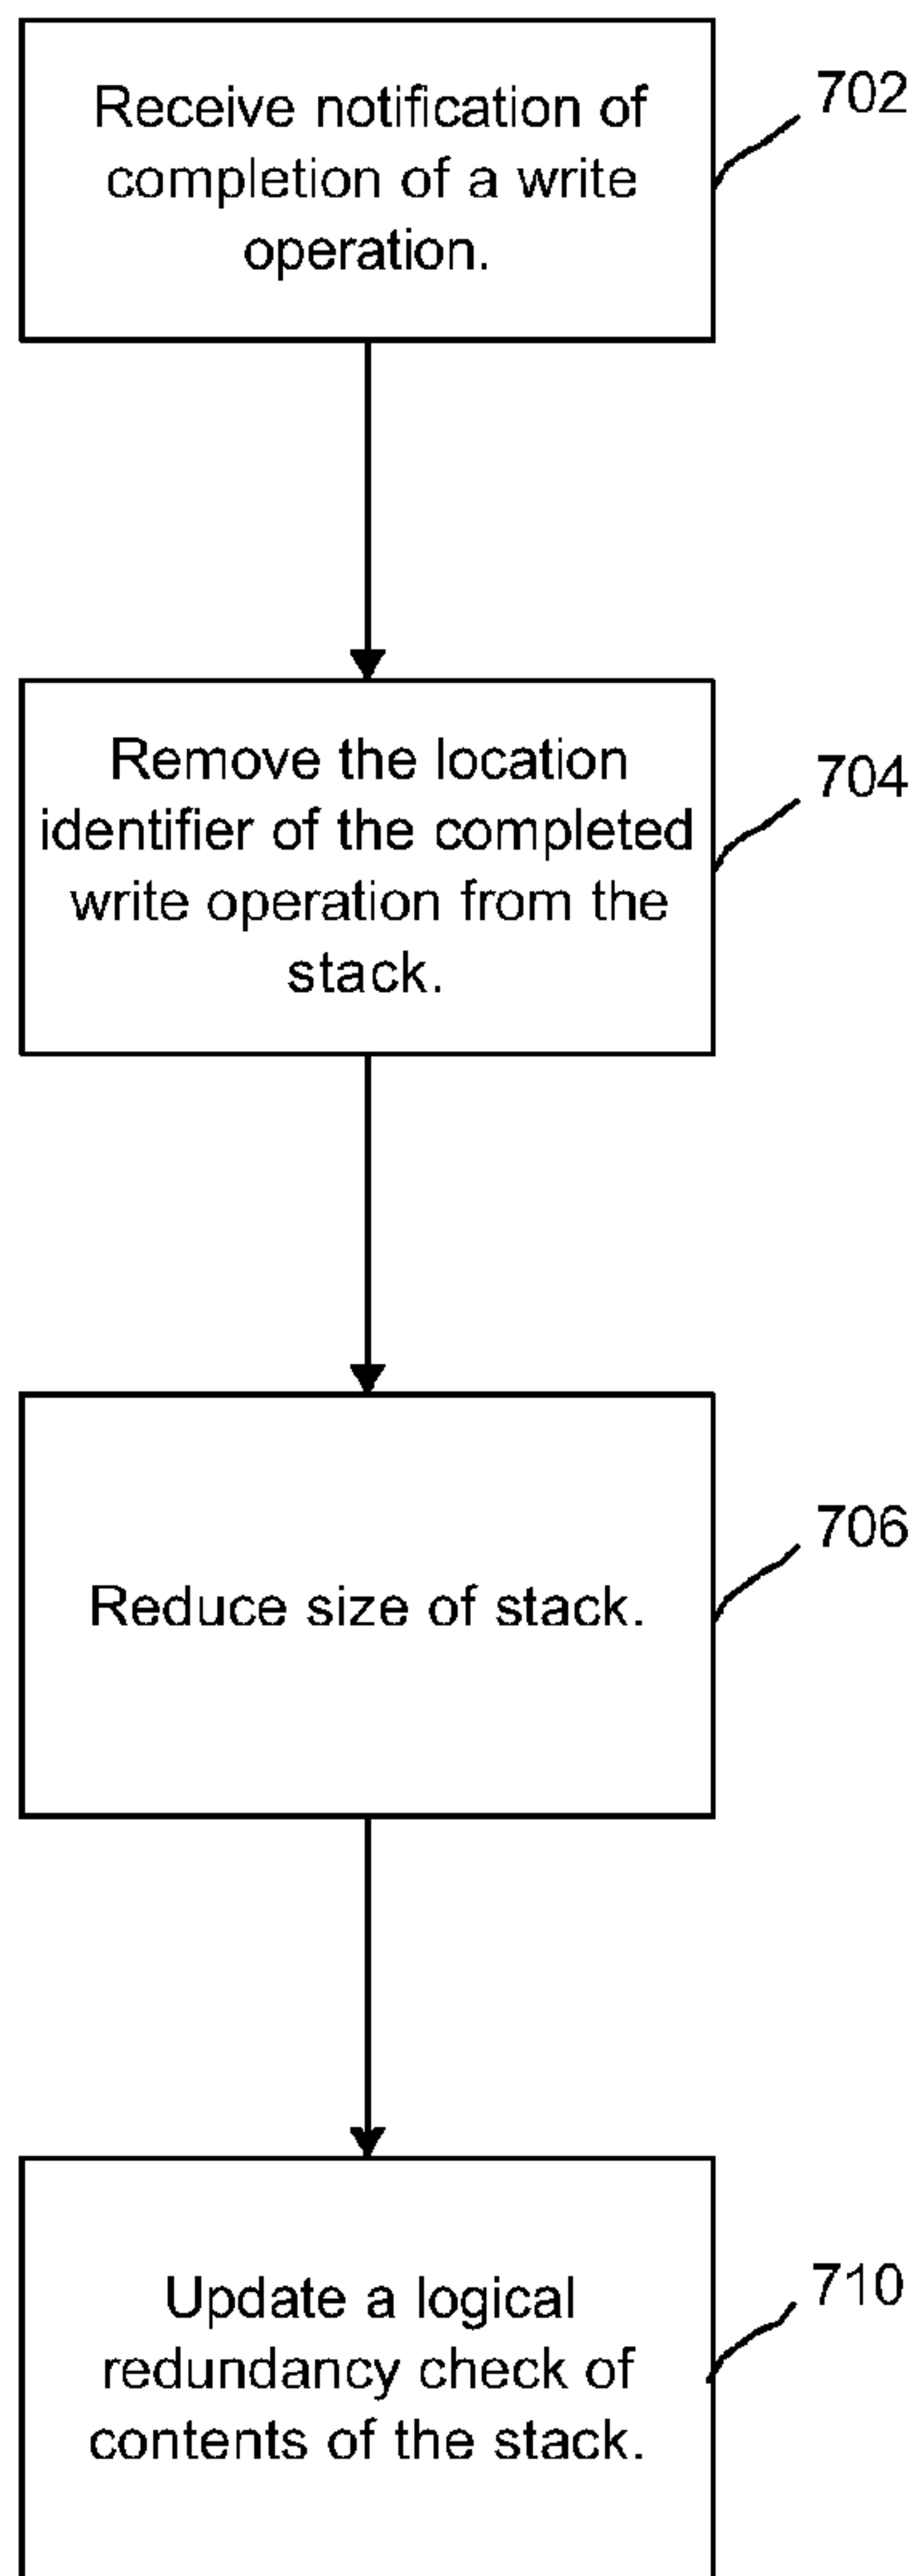 Receive notification of
completion of a write
operation.
702
Remove the location
identifier of the completed
write operation from the
stack.
704
Reduce size of stack.
706
Update a logical
redundancy check of
contents of the stack.
710